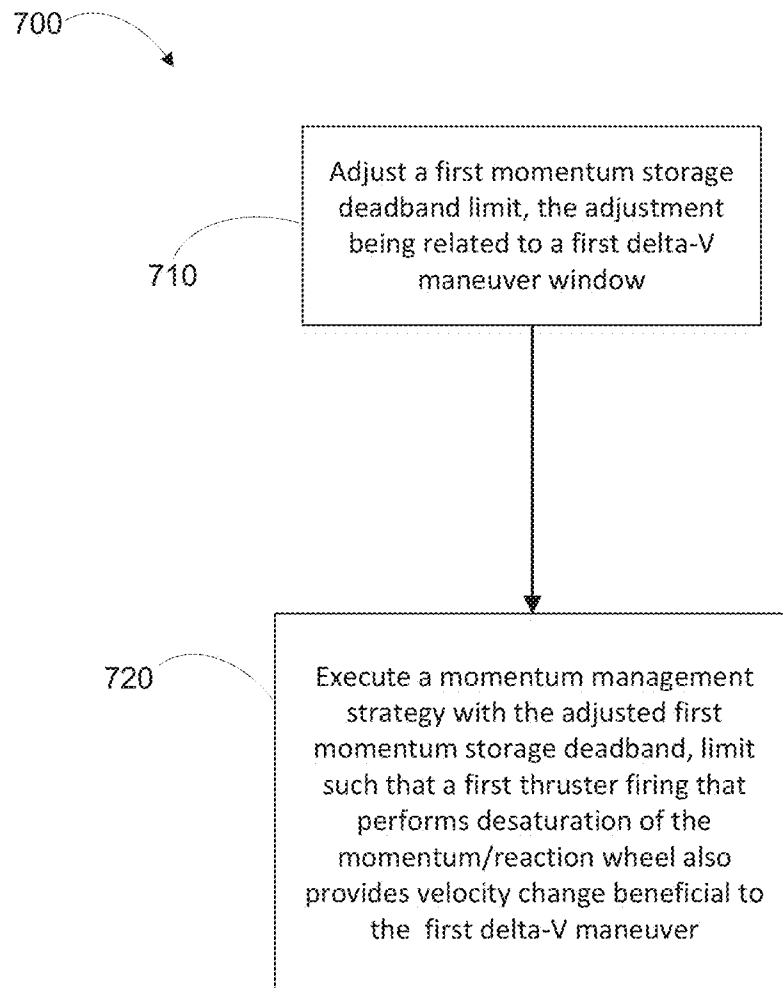 700
Adjust a first momentum storage
deadband limit, the adjustment
being related to a first delta-V
maneuver window
710
720
Execute a momentum management
strategy with the adjusted first
momentum storage deadband, limit
such that a first thruster firing that
performs desaturation of the
momentum/reaction wheel also
provides velocity change beneficial to
the first delta-V maneuver